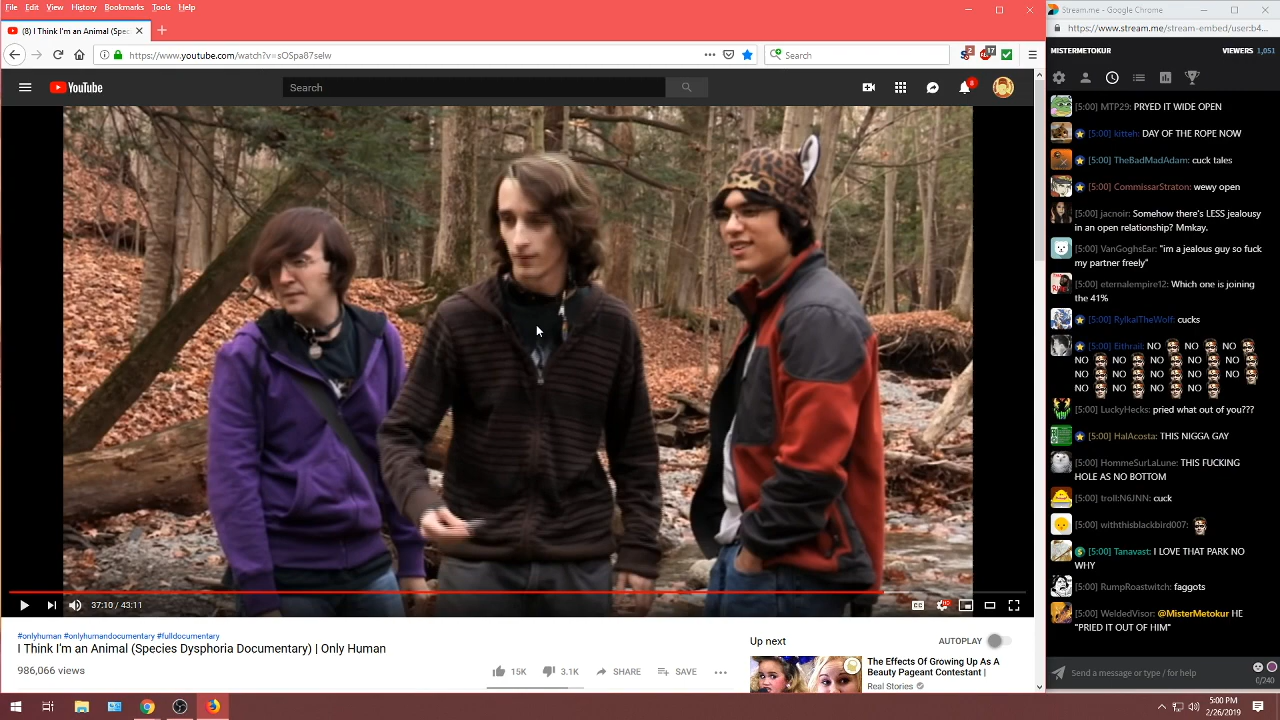 File Edit View History Bookmarks Tools Help
(8) I Think I'm an Animal (Spec
https://www.youtube.com/watch?v=sOSpa87selw
Search
2
17
YouTube
Search
8
37:10 / 43:11
CC
HD
#onlyhuman #onlyhumandocumentary #fulldocumentary
I Think I'm an Animal (Species Dysphoria Documentary) | Only Human
986,066 views
15K
3.1K
SHARE
SAVE
Up next
AUTOPLAY
The Effects Of Growing Up As A
Beauty Pageant Contestant |
Real Stories
Stream.me - Google Chrome
https://www.stream.me/stream-embed/user:b4...
MISTERMETOKUR
VIEWERS 1,051
[5:00] MTP29: PRYED IT WIDE OPEN
[5:00] kitteh: DAY OF THE ROPE NOW
[5:00] TheBadMadAdam: cuck tales
[5:00] CommissarStraton: wewy open
[5:00] jacnoir: Somehow there's LESS jealousy
in an open relationship? Mmkay.
[5:00] VanGoghsEar: "im a jealous guy so fuck
my partner freely"
[5:00] eternalempire12: Which one is joining
the 41%
[5:00] RylkalTheWolf: cucks
[5:00] Eithrail: NO NO NO
NO NO NO NO NO
NO NO NO NO NO
NO NO NO NO
[5:00] LuckyHecks: pried what out of you???
[5:00] HalAcosta: THIS NIGGA GAY
[5:00] HommeSurLaLune: THIS FUCKING
HOLE AS NO BOTTOM
[5:00] troll:N6JNN: cuck
[5:00] withthisblackbird007:
[5:00] Tanavast: I LOVE THAT PARK NO
WHY
[5:00] RumpRoastwitch: faggots
[5:00] WeldedVisor: @MisterMetokur HE
"PRIED IT OUT OF HIM"
Send a message or type / for help
0/240
5:00 PM
2/26/2019